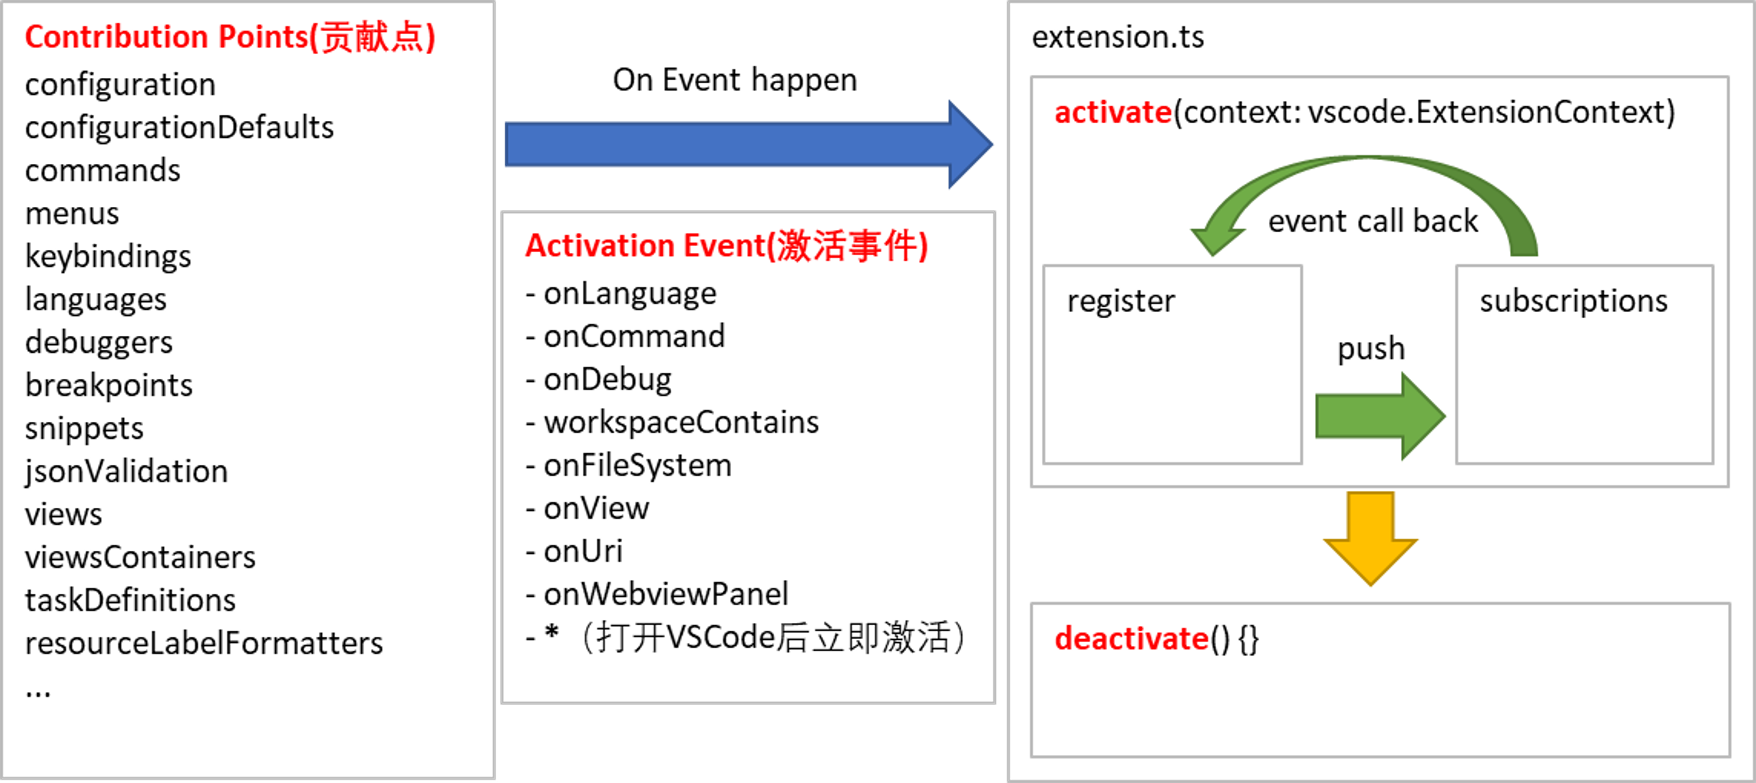 Contribution Points(贡献点)
configuration
configurationDefaults
commands
menus
keybindings
languages
debuggers
breakpoints
snippets
jsonValidation
views
viewsContainers
taskDefinitions
resourceLabelFormatters
...
On Event happen
Activation Event(激活事件)
- onLanguage
- onCommand
- onDebug
- workspaceContains
- onFileSystem
- onView
- onUri
- onWebviewPanel
- *（打开VSCode后立即激活）
extension.ts
activate(context: vscode.ExtensionContext)
event call back
register
subscriptions
push
deactivate() {}